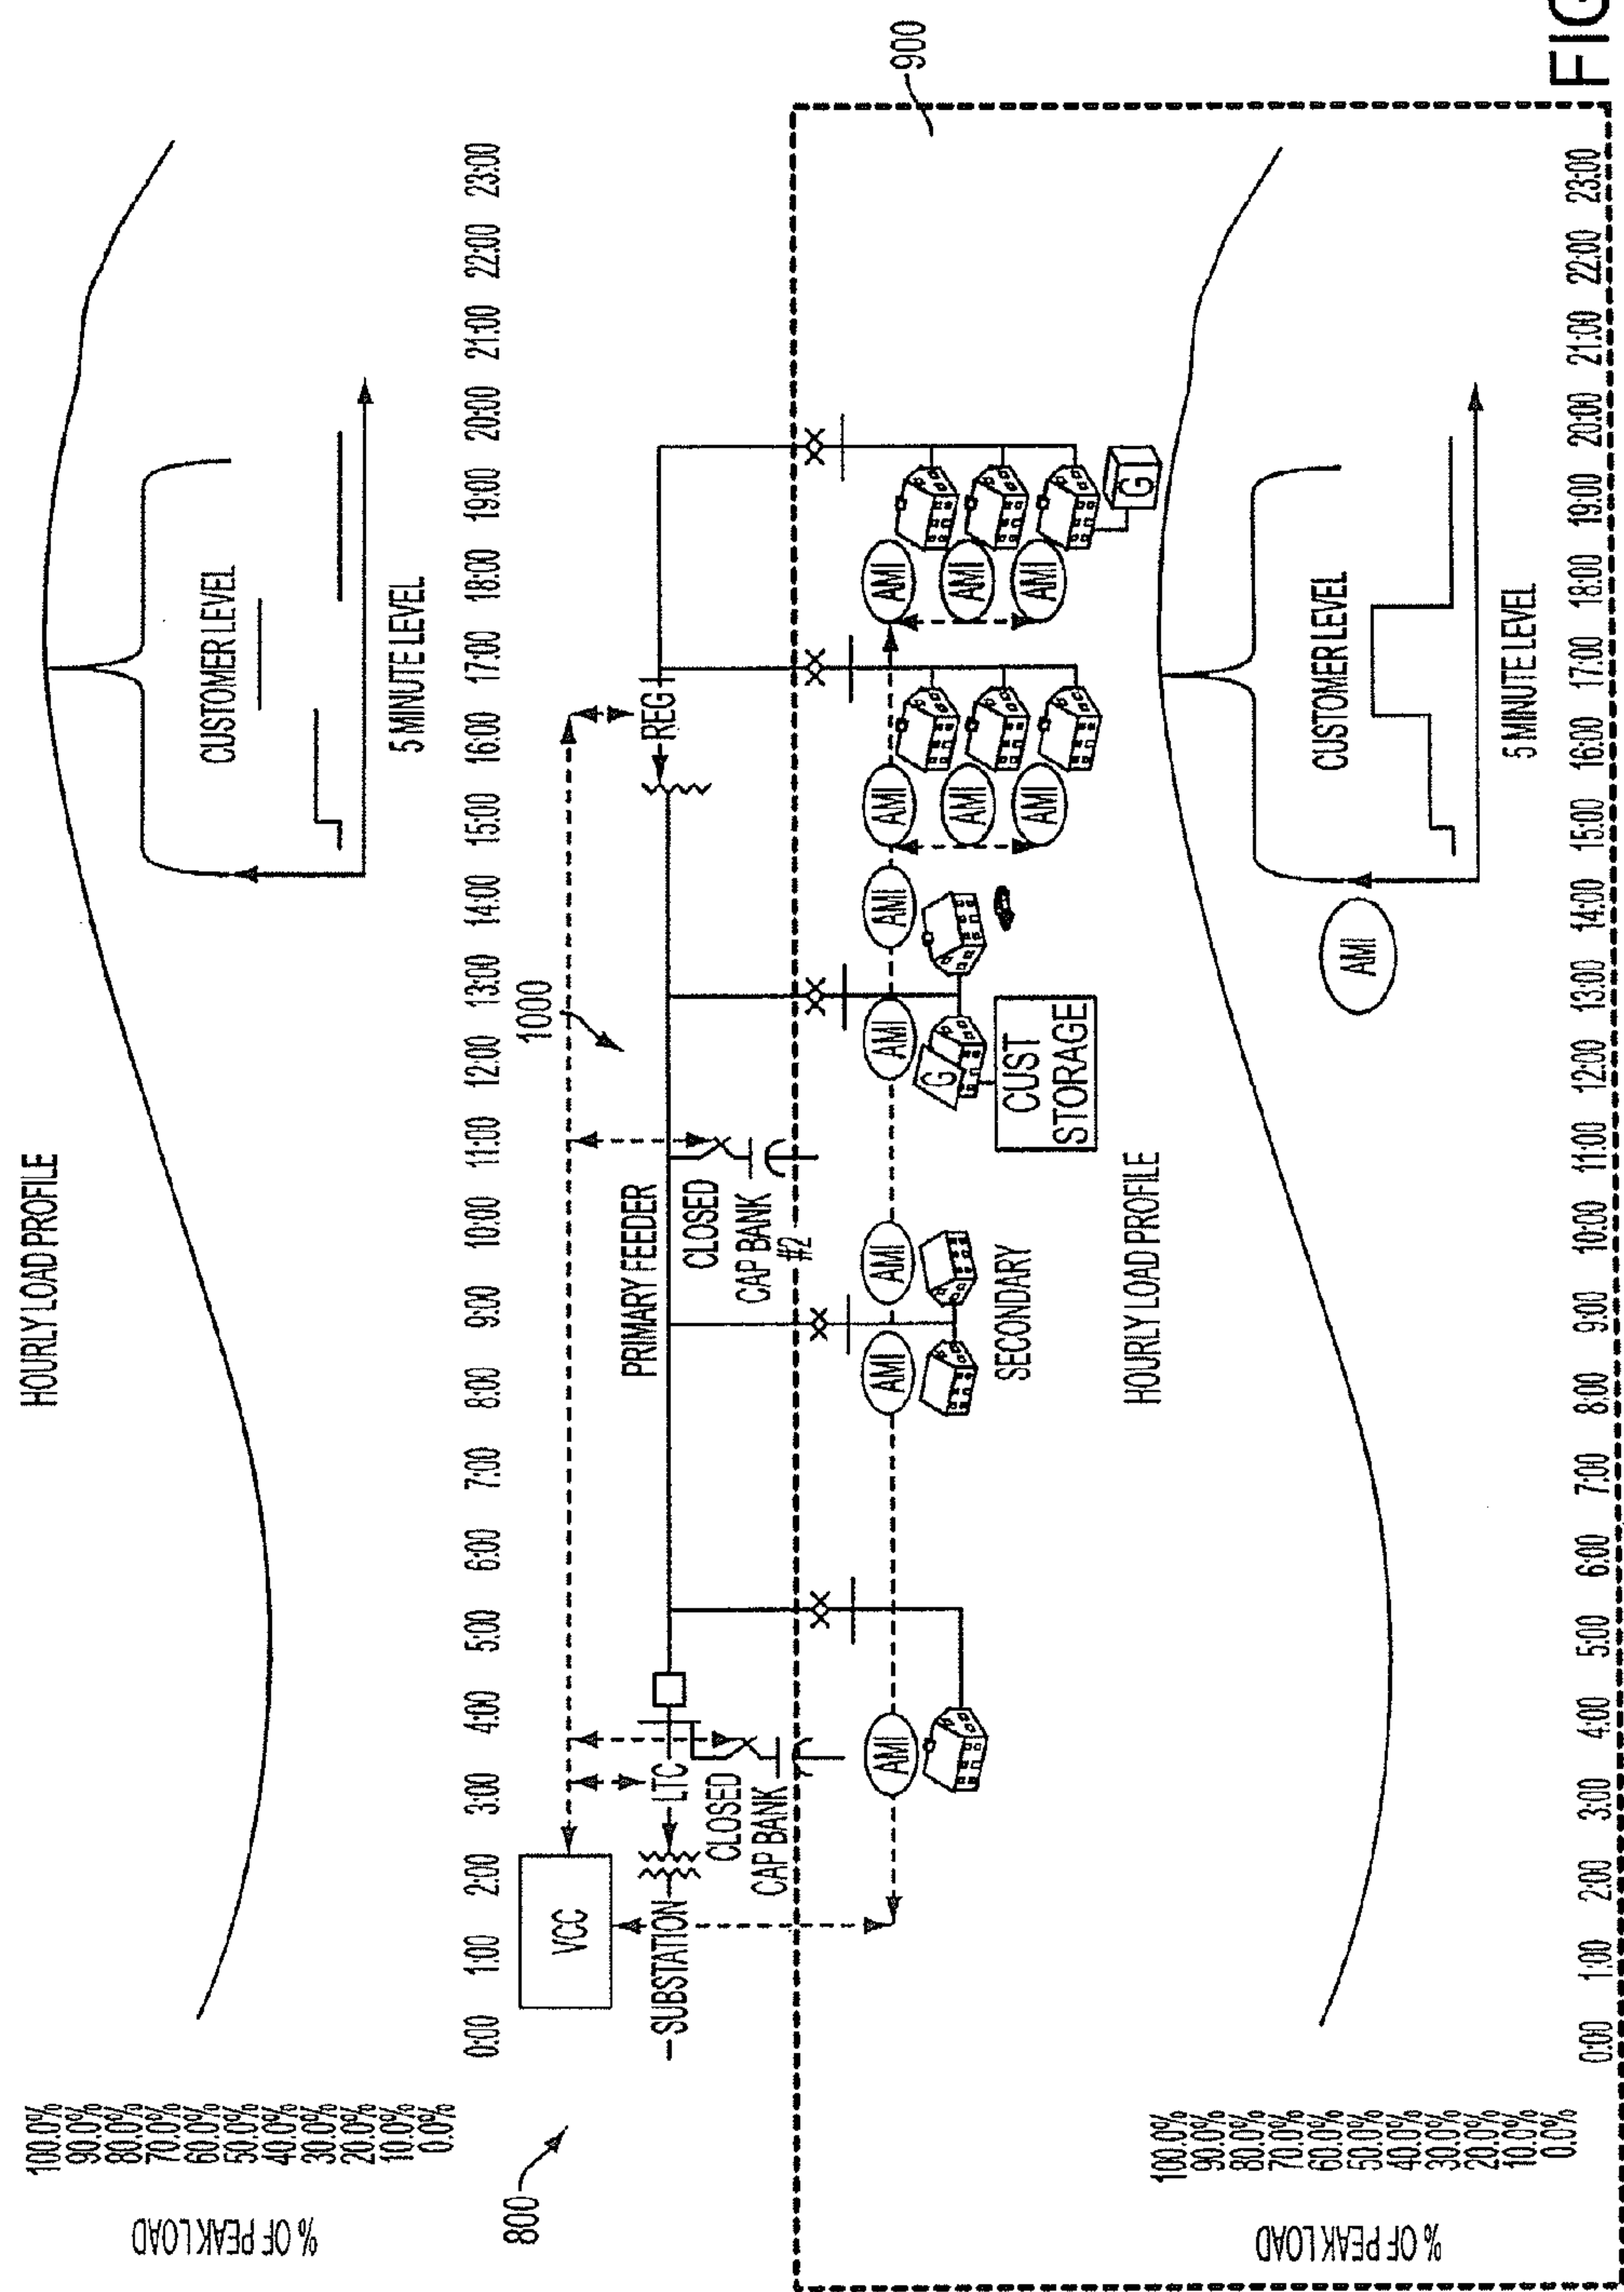 HOURLY LOAD PROFILE
% OF PEAK LOAD
100.0%
90.0%
80.0%
70.0%
60.0%
50.0%
40.0%
30.0%
20.0%
10.0%
0.0%
CUSTOMER LEVEL
5 MINUTE LEVEL
0:00 1:00 2:00 3:00 4:00 5:00 6:00 7:00 8:00 9:00 10:00 11:00 12:00 13:00 14:00 15:00 16:00 17:00 18:00 19:00 20:00 21:00 22:00 23:00
800
1000
VCC
SUBSTATION
LTC
PRIMARY FEEDER
REG
CLOSED
CAP BANK
CLOSED
CAP BANK
#2
900
AMI
AMI
AMI
AMI
AMI
AMI
AMI
AMI
AMI
AMI
AMI
G
CUST
STORAGE
G
SECONDARY
HOURLY LOAD PROFILE
% OF PEAK LOAD
100.0%
90.0%
80.0%
70.0%
60.0%
50.0%
40.0%
30.0%
20.0%
10.0%
0.0%
AMI
CUSTOMER LEVEL
5 MINUTE LEVEL
0:00 1:00 2:00 3:00 4:00 5:00 6:00 7:00 8:00 9:00 10:00 11:00 12:00 13:00 14:00 15:00 16:00 17:00 18:00 19:00 20:00 21:00 22:00 23:00